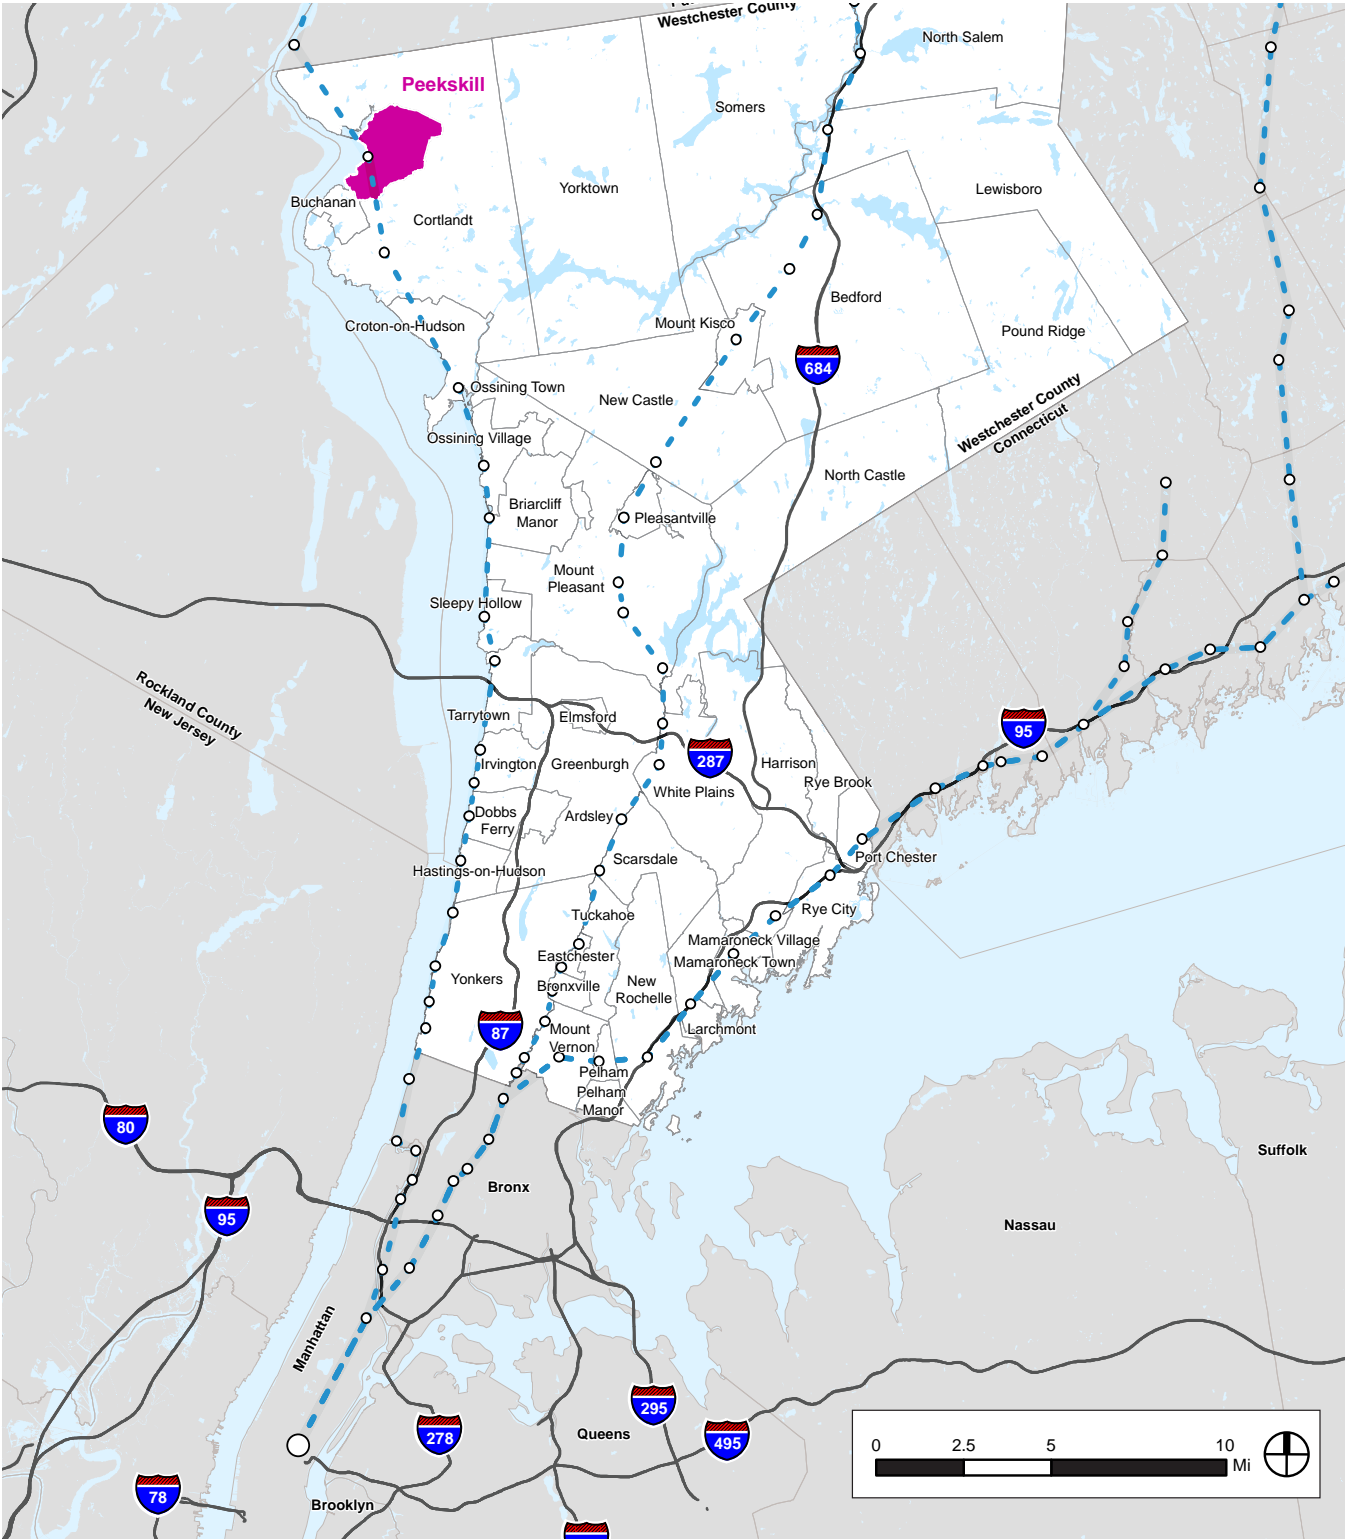 Westchester County
North Salem
Peekskill
Somers
Yorktown
Lewisboro
Buchanan
Cortlandt
Bedford
Croton-on-Hudson
Mount Kisco
Pound Ridge
684
Ossining Town
New Castle
Westchester County
Connecticut
Ossining Village
North Castle
Briarcliff
Manor
Pleasantville
Mount
Pleasant
Sleepy Hollow
Rockland County
New Jersey
Tarrytown
Elmsford
95
Irvington
Greenburgh
287
Harrison
Rye Brook
White Plains
Dobbs
Ferry
Ardsley
Scarsdale
Port Chester
Hastings-on-Hudson
Tuckahoe
Rye City
Mamaroneck Village
Eastchester
Mamaroneck Town
Yonkers
Bronxville
New
Rochelle
87
Mount
Vernon
Larchmont
Pelham
Pelham
Manor
80
Suffolk
Bronx
95
Nassau
Manhattan
295
278
Queens
495
0 2.5 5 10
Mi
78
Brooklyn